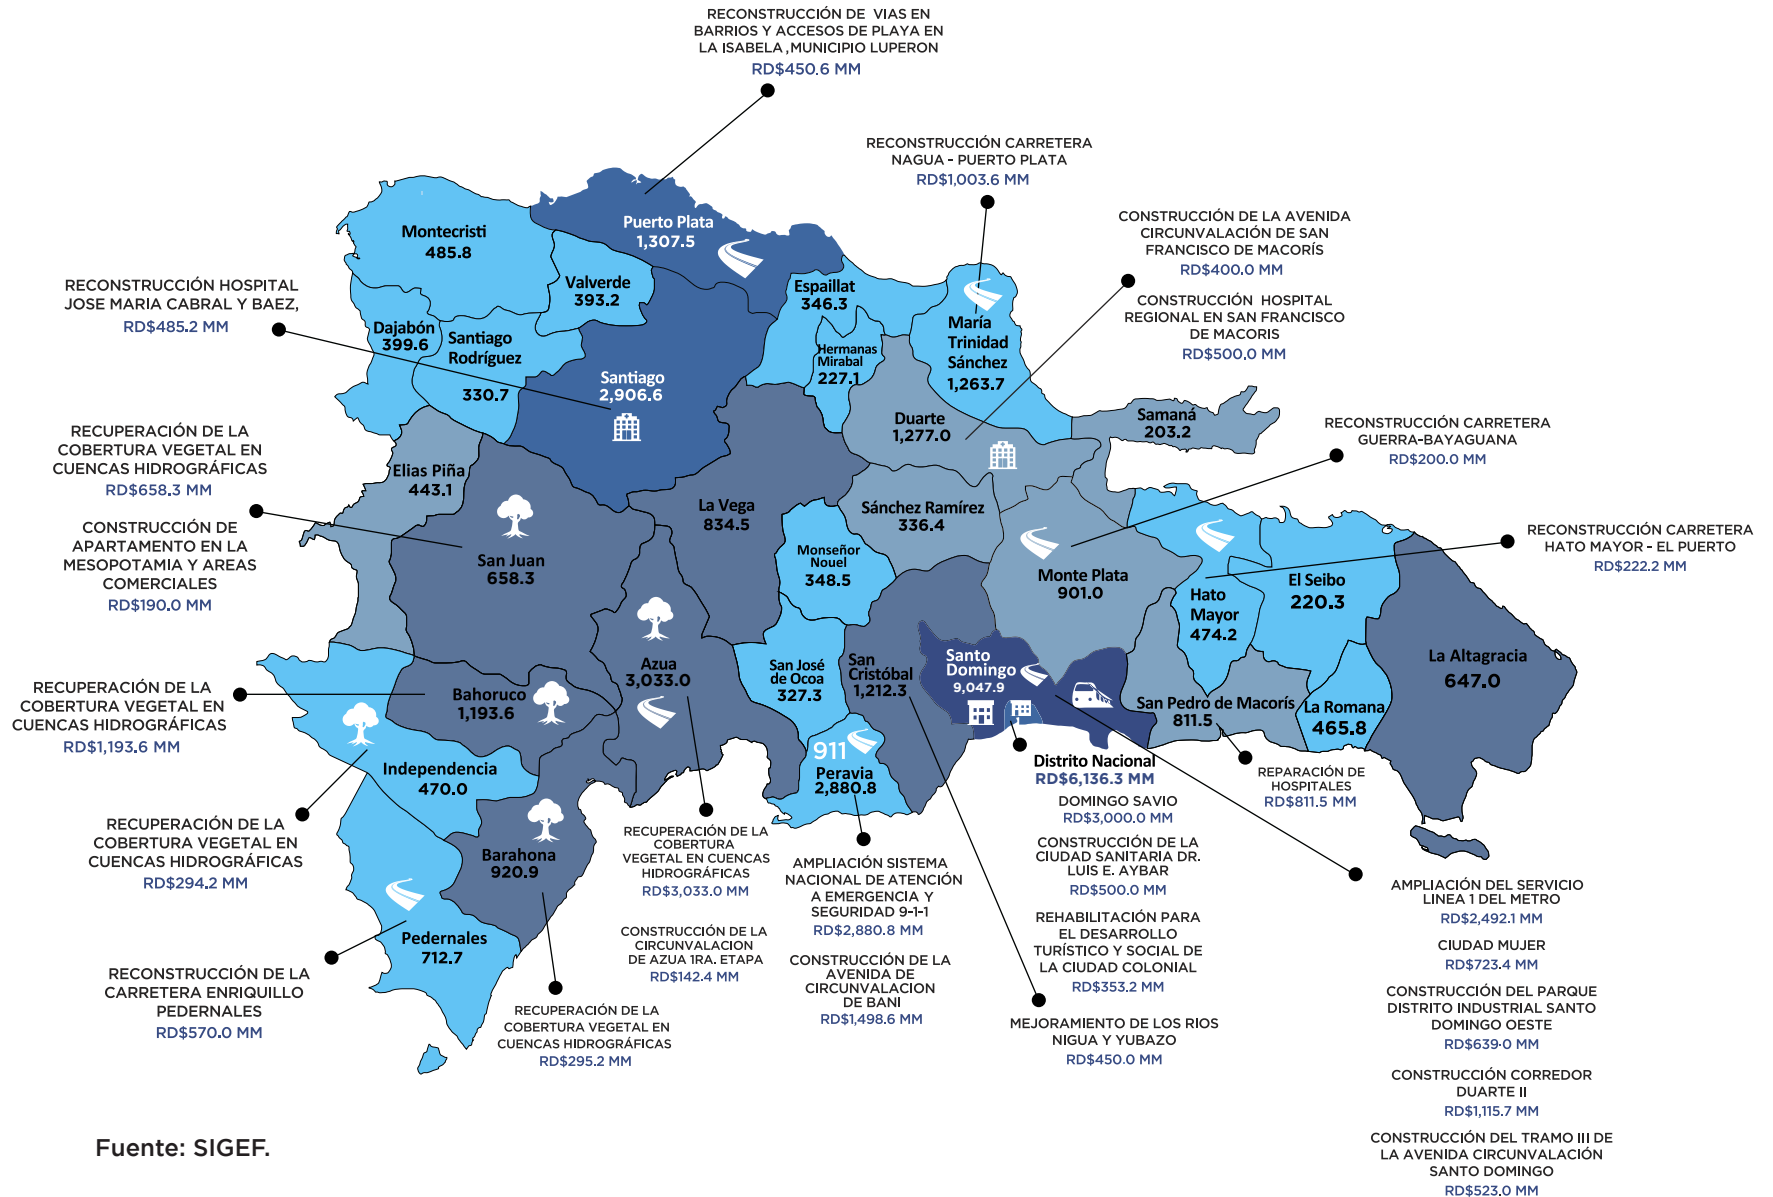 RECONSTRUCCIÓN DE VIAS EN
BARRIOS Y ACCESOS DE PLAYA EN
LA ISABELA ,MUNICIPIO LUPERON
RD$450.6 MM
RECONSTRUCCIÓN CARRETERA
NAGUA - PUERTO PLATA
RD$1,003.6 MM
CONSTRUCCIÓN DE LA AVENIDA
CIRCUNVALACIÓN DE SAN
FRANCISCO DE MACORÍS
RD$400.0 MM
CONSTRUCCIÓN HOSPITAL
REGIONAL EN SAN FRANCISCO
DE MACORIS
RD$500.0 MM
RECONSTRUCCIÓN CARRETERA
GUERRA-BAYAGUANA
RD$200.0 MM
RECONSTRUCCIÓN CARRETERA
HATO MAYOR - EL PUERTO
RD$222.2 MM
RECONSTRUCCIÓN HOSPITAL
JOSE MARIA CABRAL Y BAEZ,
RD$485.2 MM
RECUPERACIÓN DE LA
COBERTURA VEGETAL EN
CUENCAS HIDROGRÁFICAS
RD$658.3 MM
CONSTRUCCIÓN DE
APARTAMENTO EN LA
MESOPOTAMIA Y AREAS
COMERCIALES
RD$190.0 MM
RECUPERACIÓN DE LA
COBERTURA VEGETAL EN
CUENCAS HIDROGRÁFICAS
RD$1,193.6 MM
RECUPERACIÓN DE LA
COBERTURA VEGETAL EN
CUENCAS HIDROGRÁFICAS
RD$294.2 MM
RECONSTRUCCIÓN DE LA
CARRETERA ENRIQUILLO
PEDERNALES
RD$570.0 MM
Montecristi
485.8
Puerto Plata
1,307.5
Valverde
393.2
Espaillat
346.3
Dajabón
399.6
Santiago
Rodríguez
330.7
Santiago
2,906.6
Hermanas
Mirabal
227.1
María
Trinidad
Sánchez
1,263.7
Duarte
1,277.0
Samaná
203.2
Elias Piña
443.1
San Juan
658.3
La Vega
834.5
Sánchez Ramírez
336.4
Monseñor
Nouel
348.5
Monte Plata
901.0
Hato
Mayor
474.2
El Seibo
220.3
La Altagracia
647.0
Azua
3,033.0
San José
de Ocoa
327.3
San
Cristóbal
1,212.3
Santo
Domingo
9,047.9
San Pedro de Macorís
811.5
La Romana
465.8
Bahoruco
1,193.6
Independencia
470.0
Barahona
920.9
Pedernales
712.7
911
Peravia
2,880.8
Distrito Nacional
RD$6,136.3 MM
DOMINGO SAVIO
RD$3,000.0 MM
CONSTRUCCIÓN DE LA
CIUDAD SANITARIA DR.
LUIS E. AYBAR
RD$500.0 MM
REHABILITACIÓN PARA
EL DESARROLLO
TURÍSTICO Y SOCIAL DE
LA CIUDAD COLONIAL
RD$353.2 MM
REPARACIÓN DE
HOSPITALES
RD$811.5 MM
RECUPERACIÓN DE LA
COBERTURA
VEGETAL EN CUENCAS
HIDROGRÁFICAS
RD$3,033.0 MM
CONSTRUCCIÓN DE LA
CIRCUNVALACION
DE AZUA 1RA. ETAPA
RD$142.4 MM
RECUPERACIÓN DE LA
COBERTURA VEGETAL EN
CUENCAS HIDROGRÁFICAS
RD$295.2 MM
AMPLIACIÓN SISTEMA
NACIONAL DE ATENCIÓN
A EMERGENCIA Y
SEGURIDAD 9-1-1
RD$2,880.8 MM
CONSTRUCCIÓN DE LA
AVENIDA DE
CIRCUNVALACION
DE BANI
RD$1,498.6 MM
MEJORAMIENTO DE LOS RIOS
NIGUA Y YUBAZO
RD$450.0 MM
AMPLIACIÓN DEL SERVICIO
LINEA 1 DEL METRO
RD$2,492.1 MM
CIUDAD MUJER
RD$723.4 MM
CONSTRUCCIÓN DEL PARQUE
DISTRITO INDUSTRIAL SANTO
DOMINGO OESTE
RD$639.0 MM
CONSTRUCCIÓN CORREDOR
DUARTE II
RD$1,115.7 MM
CONSTRUCCIÓN DEL TRAMO III DE
LA AVENIDA CIRCUNVALACIÓN
SANTO DOMINGO
RD$523.0 MM
Fuente: SIGEF.